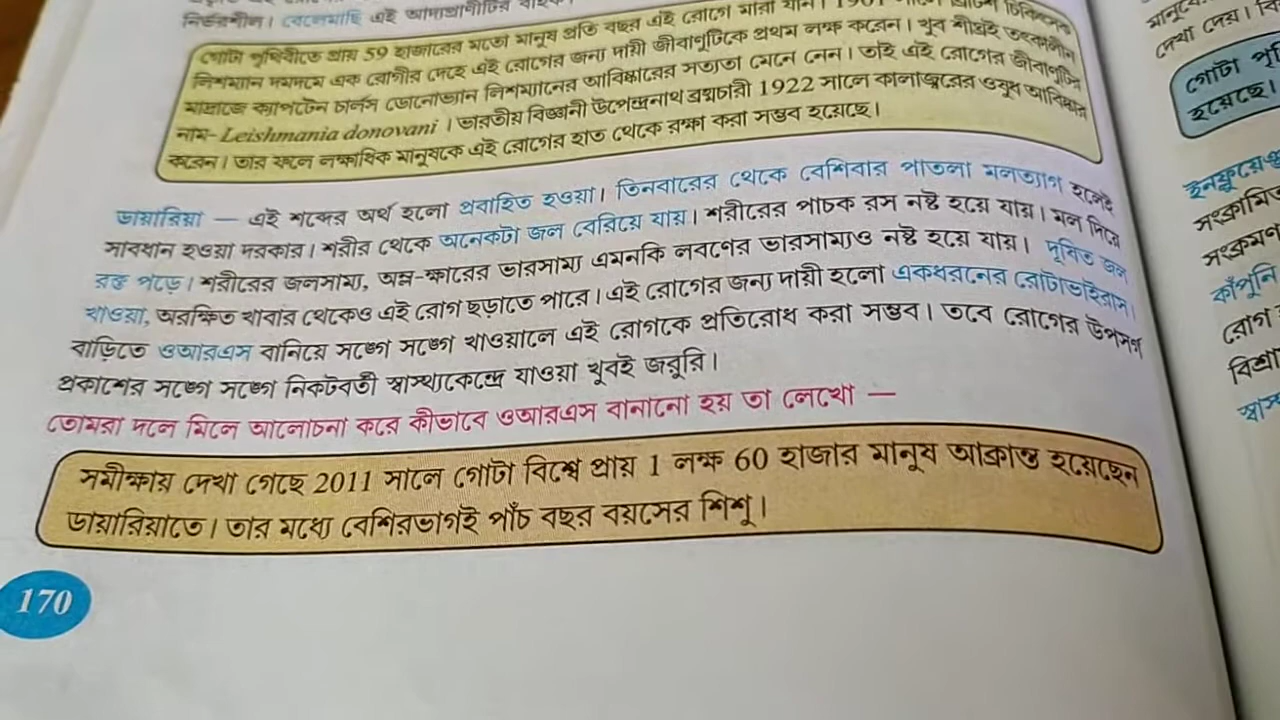 নির্ভরশীল। বেলেমাছি এই আদ্যপ্রাণীটির বাহক।
গোটা পৃথিবীতে প্রায় 59 হাজারের মতো মানুষ প্রতি বছর এই রোগে মারা যান। 1901 সালে ব্রিটিশ চিকিৎসক
লিশম্যান দমদমে এক রোগীর দেহে এই রোগের জন্য দায়ী জীবাণুটিকে প্রথম লক্ষ করেন। খুব শীঘ্রই তৎকালীন
মাদ্রাজে ক্যাপটেন চার্লস ডোনোভ্যান লিশম্যানের আবিষ্কারের সত্যতা মেনে নেন। তাই এই রোগের জীবাণুটির
নাম- Leishmania donovani । ভারতীয় বিজ্ঞানী উপেন্দ্রনাথ ব্রহ্মচারী 1922 সালে কালাজ্বরের ওষুধ আবিষ্কার
করেন। তার ফলে লক্ষাধিক মানুষকে এই রোগের হাত থেকে রক্ষা করা সম্ভব হয়েছে।
ডায়ারিয়া — এই শব্দের অর্থ হলো প্রবাহিত হওয়া। তিনবারের থেকে বেশিবার পাতলা মলত্যাগ হলেই
সাবধান হওয়া দরকার। শরীর থেকে অনেকটা জল বেরিয়ে যায়। শরীরের পাচক রস নষ্ট হয়ে যায়। মল দিয়ে
রক্ত পড়ে। শরীরের জলসাম্য, অম্ল-ক্ষারের ভারসাম্য এমনকি লবণের ভারসাম্যও নষ্ট হয়ে যায়। দূষিত জল
খাওয়া, অরক্ষিত খাবার থেকেও এই রোগ ছড়াতে পারে। এই রোগের জন্য দায়ী হলো একধরনের রোটাভাইরাস।
বাড়িতে ওআরএস বানিয়ে সঙ্গে সঙ্গে খাওয়ালে এই রোগকে প্রতিরোধ করা সম্ভব। তবে রোগের উপসর্গ
প্রকাশের সঙ্গে সঙ্গে নিকটবর্তী স্বাস্থ্যকেন্দ্রে যাওয়া খুবই জরুরি।
তোমরা দলে মিলে আলোচনা করে কীভাবে ওআরএস বানানো হয় তা লেখো —
সমীক্ষায় দেখা গেছে 2011 সালে গোটা বিশ্বে প্রায় 1 লক্ষ 60 হাজার মানুষ আক্রান্ত হয়েছেন
ডায়ারিয়াতে। তার মধ্যে বেশিরভাগই পাঁচ বছর বয়সের শিশু।
170
দেখা দেয়।
গোটা
হয়েছে।
কাঁপুনি
রোগ